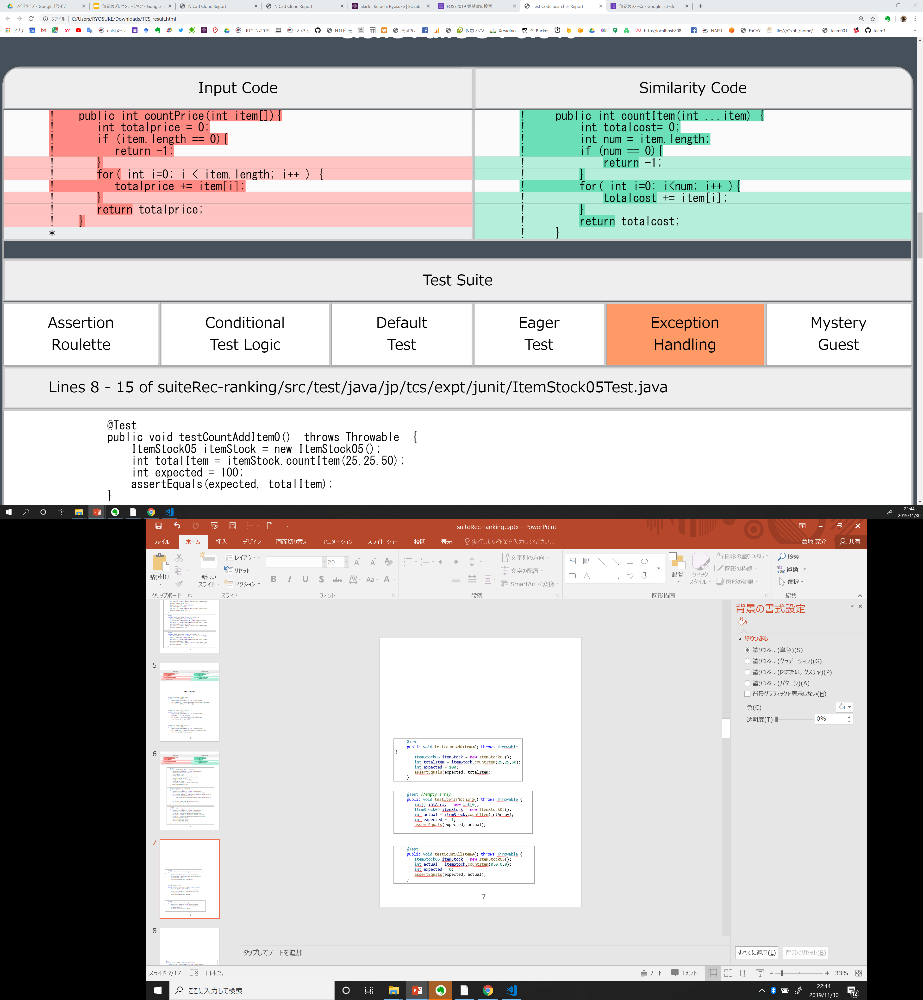 マイドライブ - Google ドライブ
無題のプレゼンテーション - Google ス
NiCad Clone Report
NiCad Clone Report
Slack | Kurachi Ryosuke | SDLab
FOSE2019 貢献賞の投票
Test Code Searcher Report
無題のフォーム - Google フォーム
ファイル | C:/Users/RYOSUKE/Downloads/TCS_result.html
アプリ
naistメール
コロキアム2019
シラバス
NTTドコモ
発音カナ
仮想マシン
Xreading
GitBucket
http://localhost:808...
NAIST
FaCoY
file:///C:/pbl/home/...
team001
team1
Input Code
Similarity Code
! public int countPrice(int item[]){
! int totalprice = 0;
! if (item.length == 0){
! return -1;
! }
! for( int i=0; i < item.length; i++ ) {
! totalprice += item[i];
! }
! return totalprice;
! }
*
! public int countItem(int ...item) {
! int totalcost= 0;
! int num = item.length;
! if (num == 0){
! return -1;
! }
! for( int i=0; i<num; i++ ){
! totalcost += item[i];
! }
! return totalcost;
! }
Test Suite
Assertion
Roulette
Conditional
Test Logic
Default
Test
Eager
Test
Exception
Handling
Mystery
Guest
Lines 8 - 15 of suiteRec-ranking/src/test/java/jp/tcs/expt/junit/ItemStock05Test.java
@Test
public void testCountAddItem0() throws Throwable {
ItemStock05 itemStock = new ItemStock05();
int totalItem = itemStock.countItem(25,25,50);
int expected = 100;
assertEquals(expected, totalItem);
}
22:44
2019/11/30
suiteRec-ranking.pptx - PowerPoint
ファイル ホーム 挿入 デザイン 画面切り替え アニメーション スライド ショー 校閲 表示 実行したい作業を入力してください... 倉地 亮介 共有
貼り付け
クリップボード
新しい
スライド
レイアウト
リセット
セクション
スライド
20
B I U S abc AV Aa A
フォント
文字列の方向
文字の配置
SmartArt に変換
段落
配置
クイック
スタイル
図形の塗りつぶし
図形の枠線
図形の効果
図形描画
検索
置換
選択
編集
5
Test Suite
6
7
8
@Test
public void testCountAddItem0() throws Throwable
{
ItemStock05 itemStock = new ItemStock05();
int totalItem = itemStock.countItem(25,25,50);
int expected = 100;
assertEquals(expected, totalItem);
}
@Test //empty array
public void testItemIsNothing() throws Throwable {
int[] intArray = new int[0];
ItemStock05 itemStock = new ItemStock05();
int actual = itemStock.countItem(intArray);
int expected = -1;
assertEquals(expected, actual);
}
@Test
public void testCountAllItem0() throws Throwable {
ItemStock05 itemStock = new ItemStock05();
int actual = itemStock.countItem(0,0,0,0);
int expected = 0;
assertEquals(expected, actual);
}
7
背景の書式設定
塗りつぶし
塗りつぶし (単色)(S)
塗りつぶし (グラデーション)(G)
塗りつぶし (図またはテクスチャ)(P)
塗りつぶし (パターン)(A)
背景グラフィックを表示しない(H)
色(C)
透明度(T) 0%
すべてに適用(L)
背景のリセット(B)
タップしてノートを追加
スライド 7/17 日本語
ノート コメント 33%
ここに入力して検索
22:44
2019/11/30
12